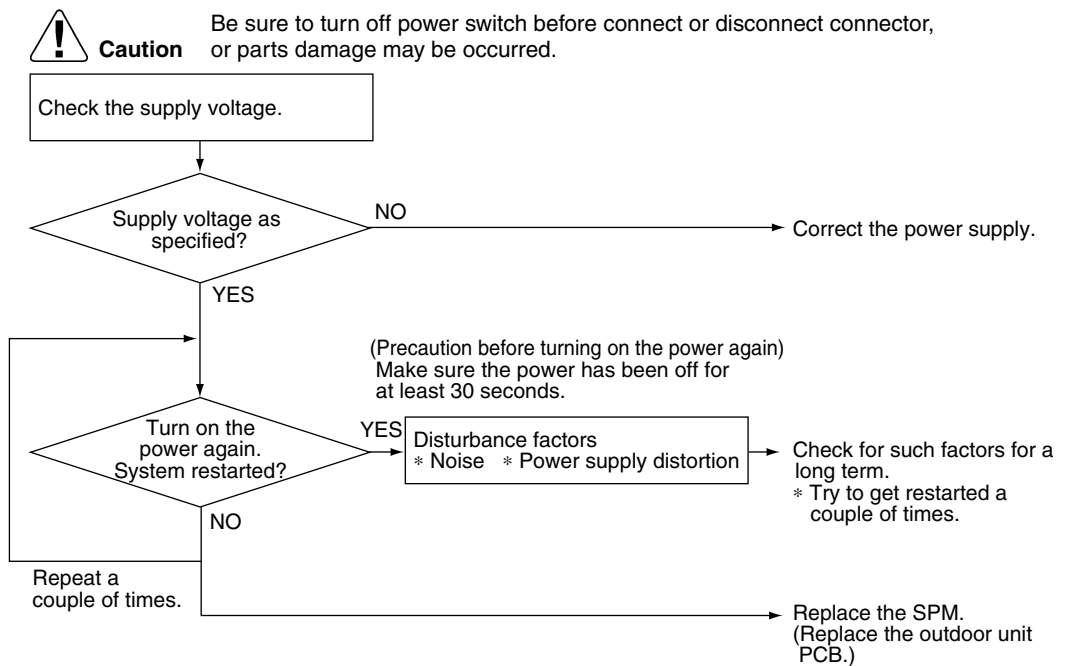 Be sure to turn off power switch before connect or disconnect connector,
Caution or parts damage may be occurred.
Check the supply voltage.
Supply voltage as
specified?
NO
Correct the power supply.
YES
(Precaution before turning on the power again)
Make sure the power has been off for
at least 30 seconds.
Turn on the
power again.
System restarted?
YES
Disturbance factors
* Noise * Power supply distortion
Check for such factors for a
long term.
* Try to get restarted a
couple of times.
NO
Repeat a
couple of times.
Replace the SPM.
(Replace the outdoor unit
PCB.)